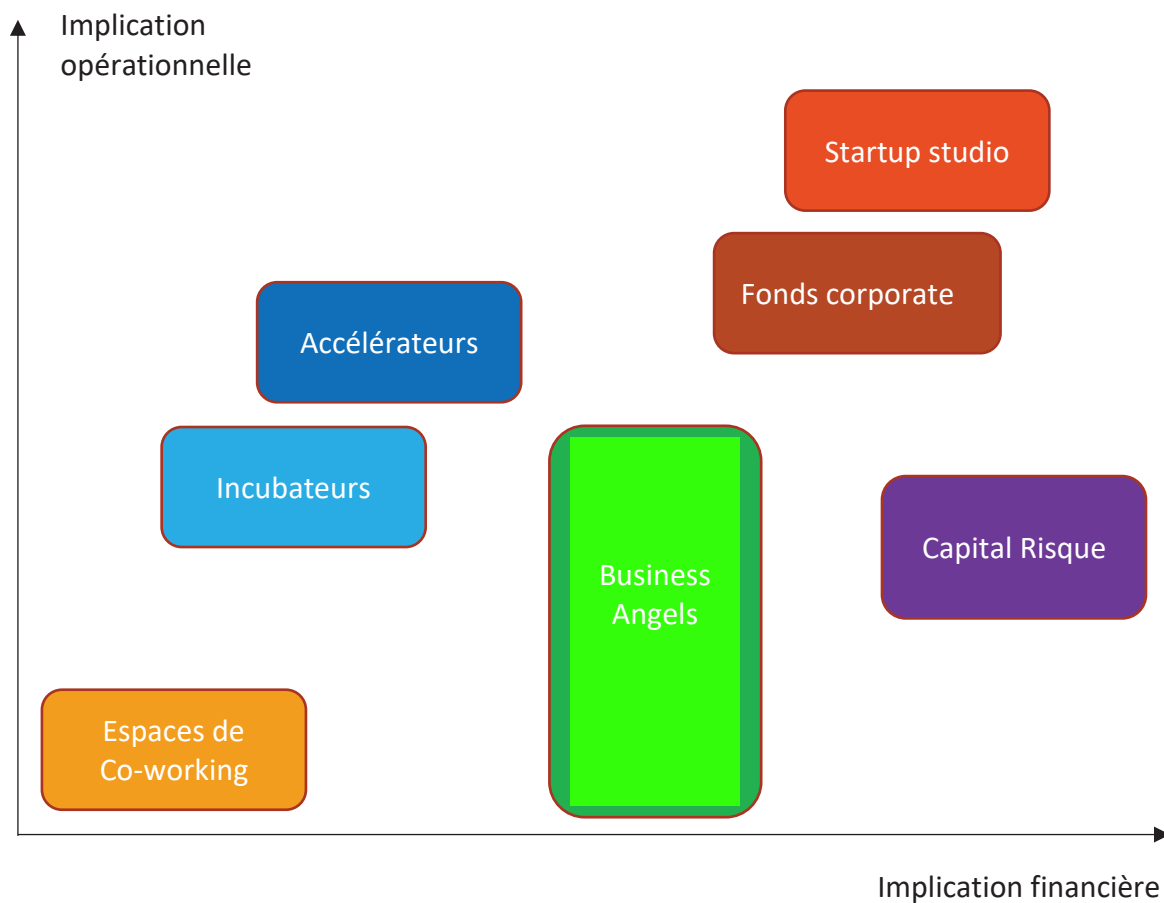 Implication
opérationnelle
Startup studio
Fonds corporate
Accélérateurs
Incubateurs
Capital Risque
Business
Angels
Espaces de
Co-working
Implication financière